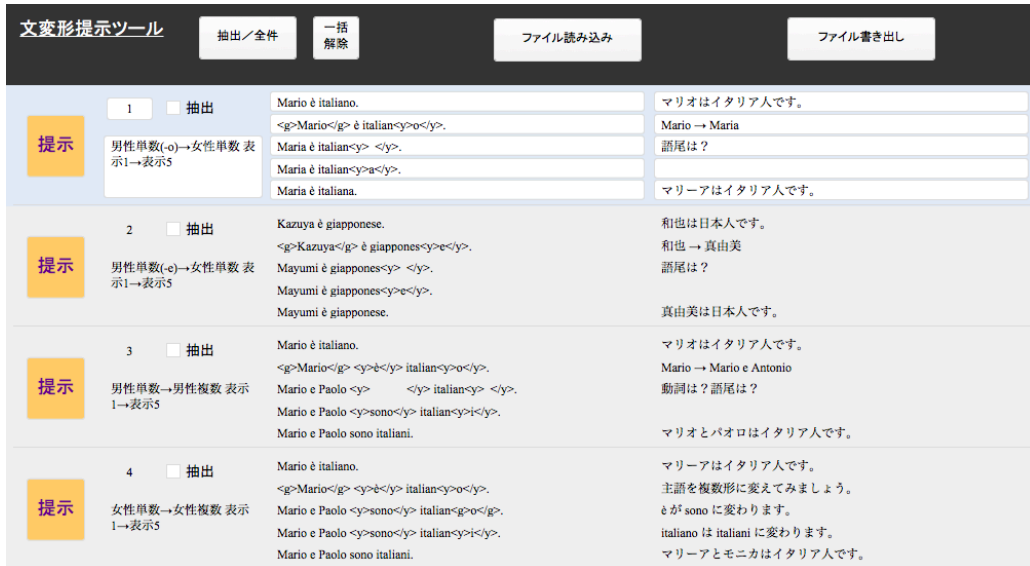 文変形提示ツール
抽出／全件
一括
解除
ファイル読み込み
ファイル書き出し
提示
1
抽出
男性単数(-o)→女性単数 表
示1→表示5
Mario è italiano.
<g>Mario</g> è italian<y>o</y>.
Maria è italian<y> </y>.
Maria è italian<y>a</y>.
Maria è italiana.
マリオはイタリア人です。
Mario → Maria
語尾は？
マリーアはイタリア人です。
提示
2
抽出
男性単数(-e)→女性単数 表
示1→表示5
Kazuya è giapponese.
<g>Kazuya</g> è giappones<y>e</y>.
Mayumi è giappones<y> </y>.
Mayumi è giappones<y>e</y>.
Mayumi è giapponese.
和也は日本人です。
和也 → 真由美
語尾は？
真由美は日本人です。
提示
3
抽出
男性単数→男性複数 表示
1→表示5
Mario è italiano.
<g>Mario</g> <y>è</y> italian<y>o</y>.
Mario e Paolo <y>        </y> italian<y> </y>.
Mario e Paolo <y>sono</y> italian<y>i</y>.
Mario e Paolo sono italiani.
マリオはイタリア人です。
Mario → Mario e Antonio
動詞は？語尾は？
マリオとパオロはイタリア人です。
提示
4
抽出
女性単数→女性複数 表示
1→表示5
Mario è italiano.
<g>Mario</g> <y>è</y> italian<y>o</y>.
Mario e Paolo <y>sono</y> italian<g>o</g>.
Mario e Paolo <y>sono</y> italian<y>i</y>.
Mario e Paolo sono italiani.
マリーアはイタリア人です。
主語を複数形に変えてみましょう。
è が sono に変わります。
italiano は italiani に変わります。
マリーアとモニカはイタリア人です。